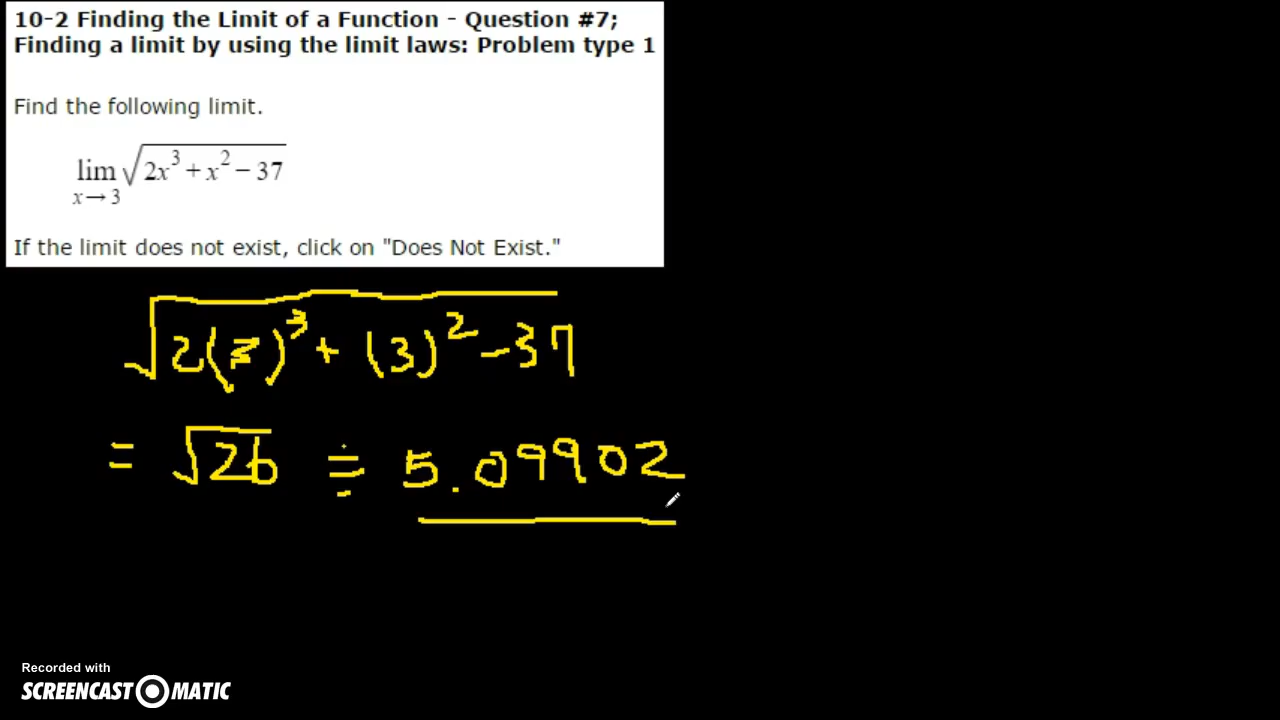 10-2 Finding the Limit of a Function - Question #7;
Finding a limit by using the limit laws: Problem type 1
Find the following limit.
lim √(2x³ + x² − 37)
x → 3
If the limit does not exist, click on "Does Not Exist."
√(2(3)³ + (3)² − 37)
= √26 ≑ 5.09902
Recorded with
SCREENCAST O MATIC